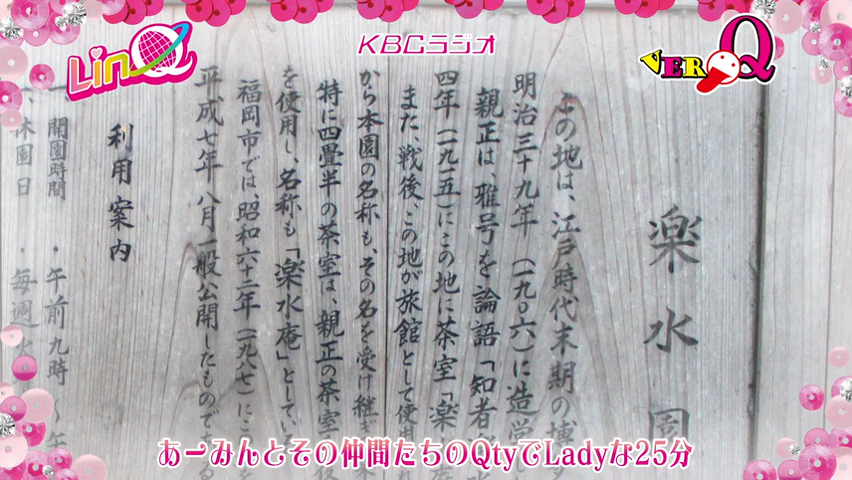 LinQ
KBCラジオ
VERQ
楽水園
この地は、江戸時代末期の博多
明治三十九年（一九〇六）に造営
親正は、雅号を論語「知者
四年（一九一五）にこの地に茶室「楽
また、戦後、この地が旅館として使用
から本園の名称も、その名を受け継ぎ
特に四畳半の茶室は、親正の茶室
を使用し、名称も「楽水庵」としてい
福岡市では、昭和六十二年（一九八七）にこ
平成七年八月一般公開したものである
利用案内
一、開園時間・午前九時〜午
、休園日・毎週
あーみんとその仲間たちのQtyでLadyな25分